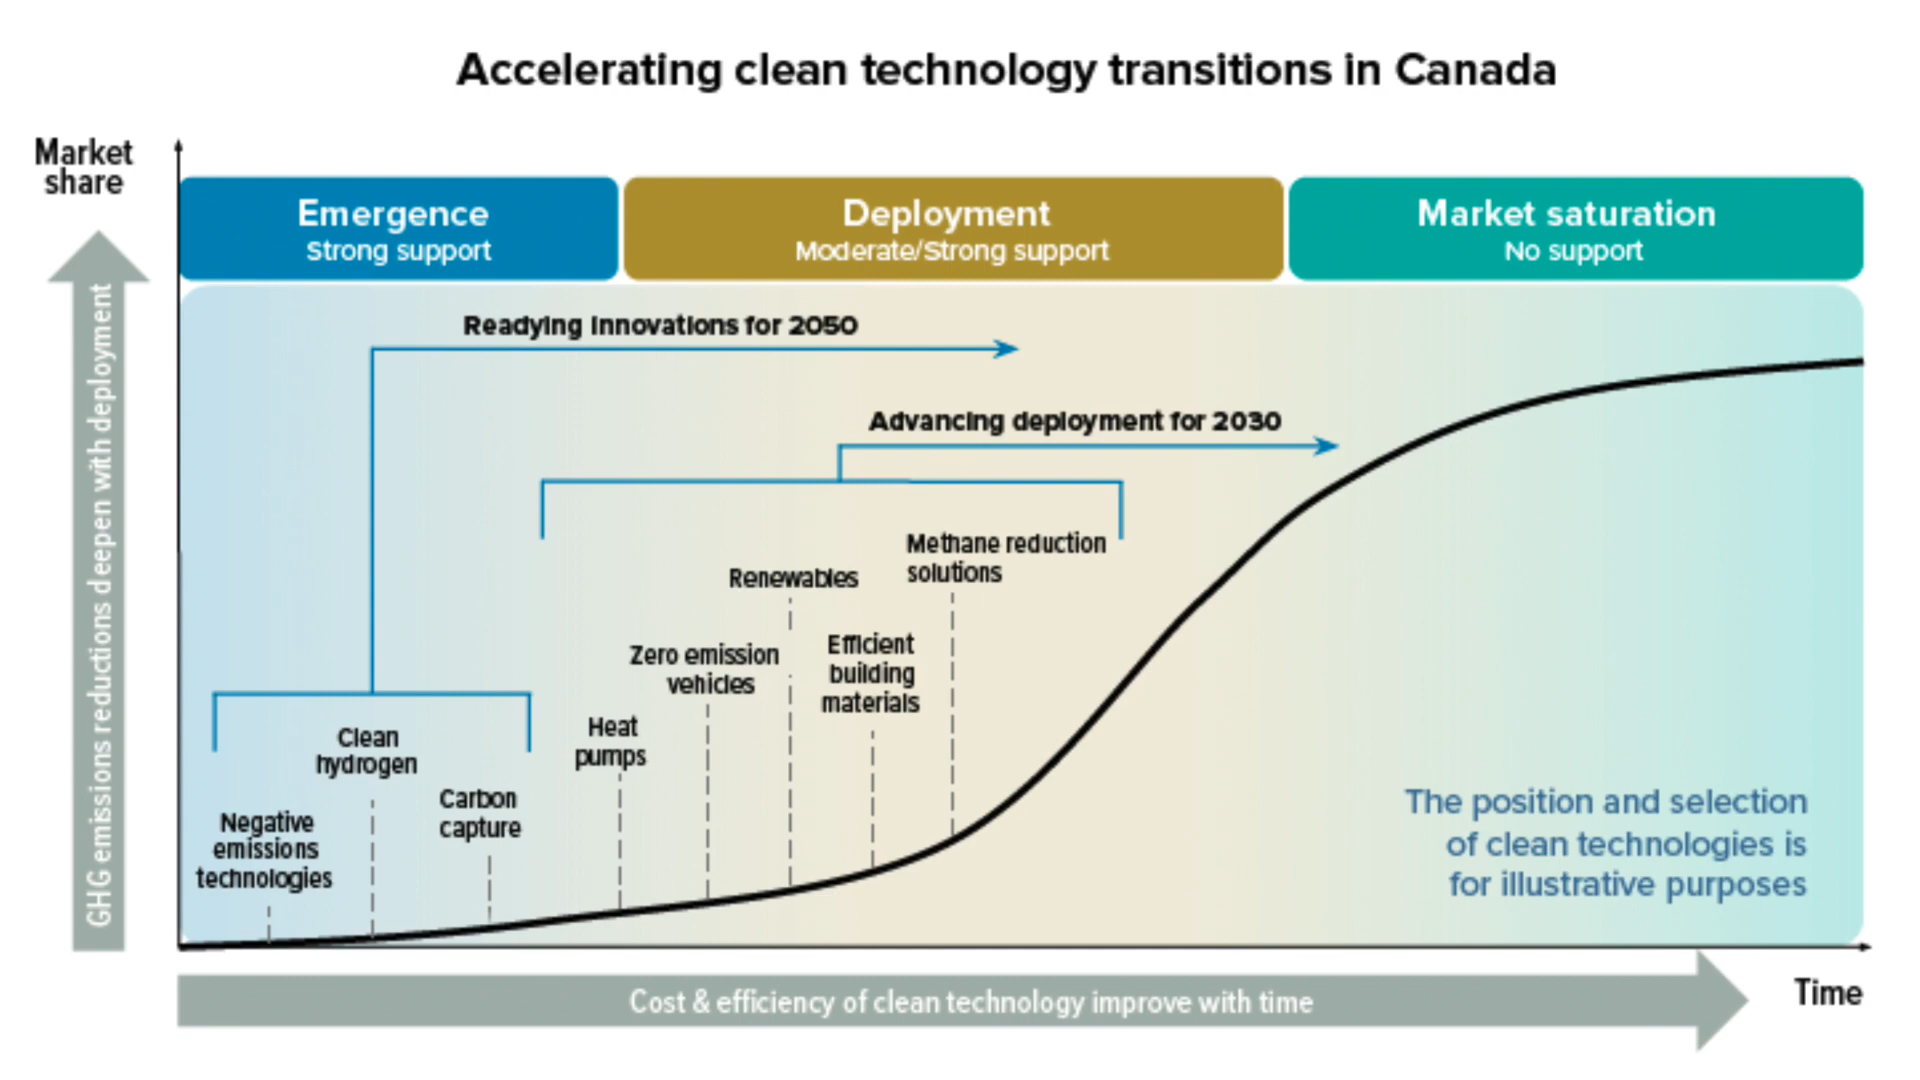 Accelerating clean technology transitions in Canada
Market
share
Emergence
Strong support
Deployment
Moderate/Strong support
Market saturation
No support
GHG emissions reductions deepen with deployment
Readying Innovations for 2050
Advancing deployment for 2030
Methane reduction
solutions
Renewables
Zero emission
vehicles
Efficient
building
materials
Heat
pumps
Clean
hydrogen
Carbon
capture
Negative
emissions
technologies
The position and selection
of clean technologies is
for illustrative purposes
Cost & efficiency of clean technology improve with time
Time